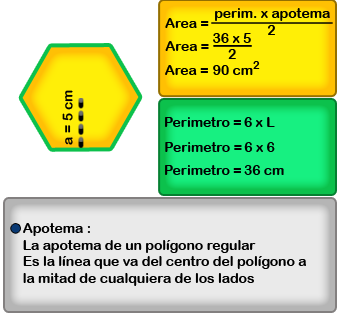 a = 5 cm
Area = perim. x apotema
2
Area = 36 x 5
2
Area = 90 cm²
Perimetro = 6 x L
Perimetro = 6 x 6
Perimetro = 36 cm
Apotema :
La apotema de un polígono regular
Es la línea que va del centro del polígono a
la mitad de cualquiera de los lados